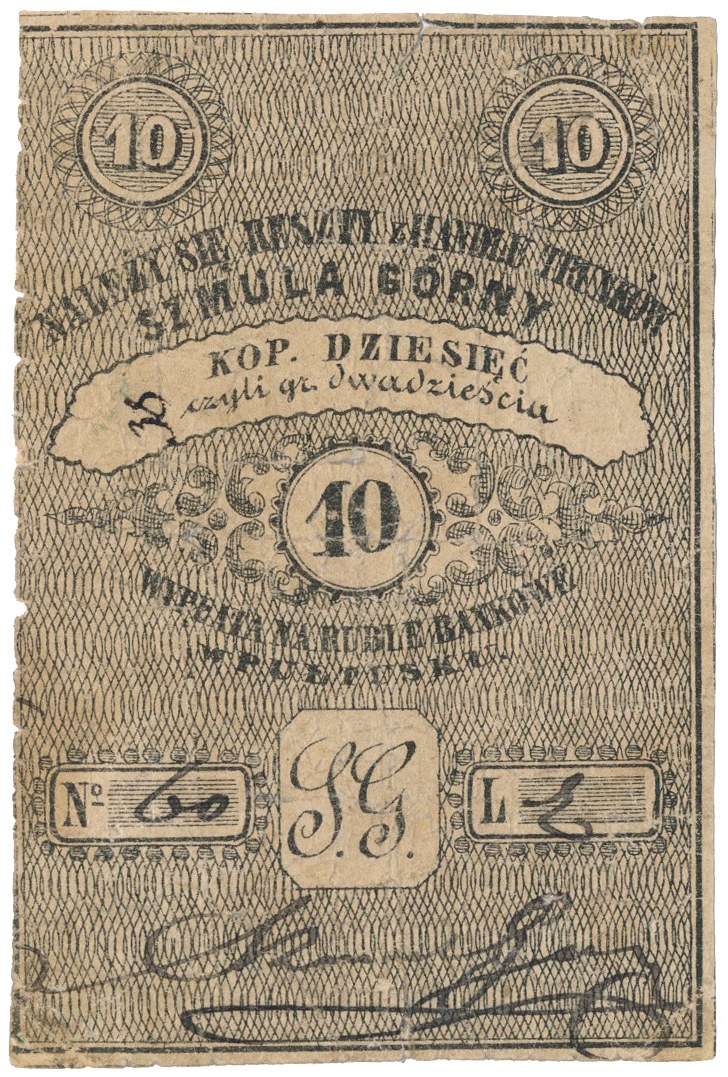 10 10
NALEŻY SIĘ RESZTY z HANDLU TRUNKÓW
SZMULA GÓRNY
KOP. DZIESIĘĆ
czyli gr. dwadzieścia
36
10
WYPŁATA NA RUBLE BANKOWE
W PUŁTUSKU.
S.G.
Nº 60 L 2